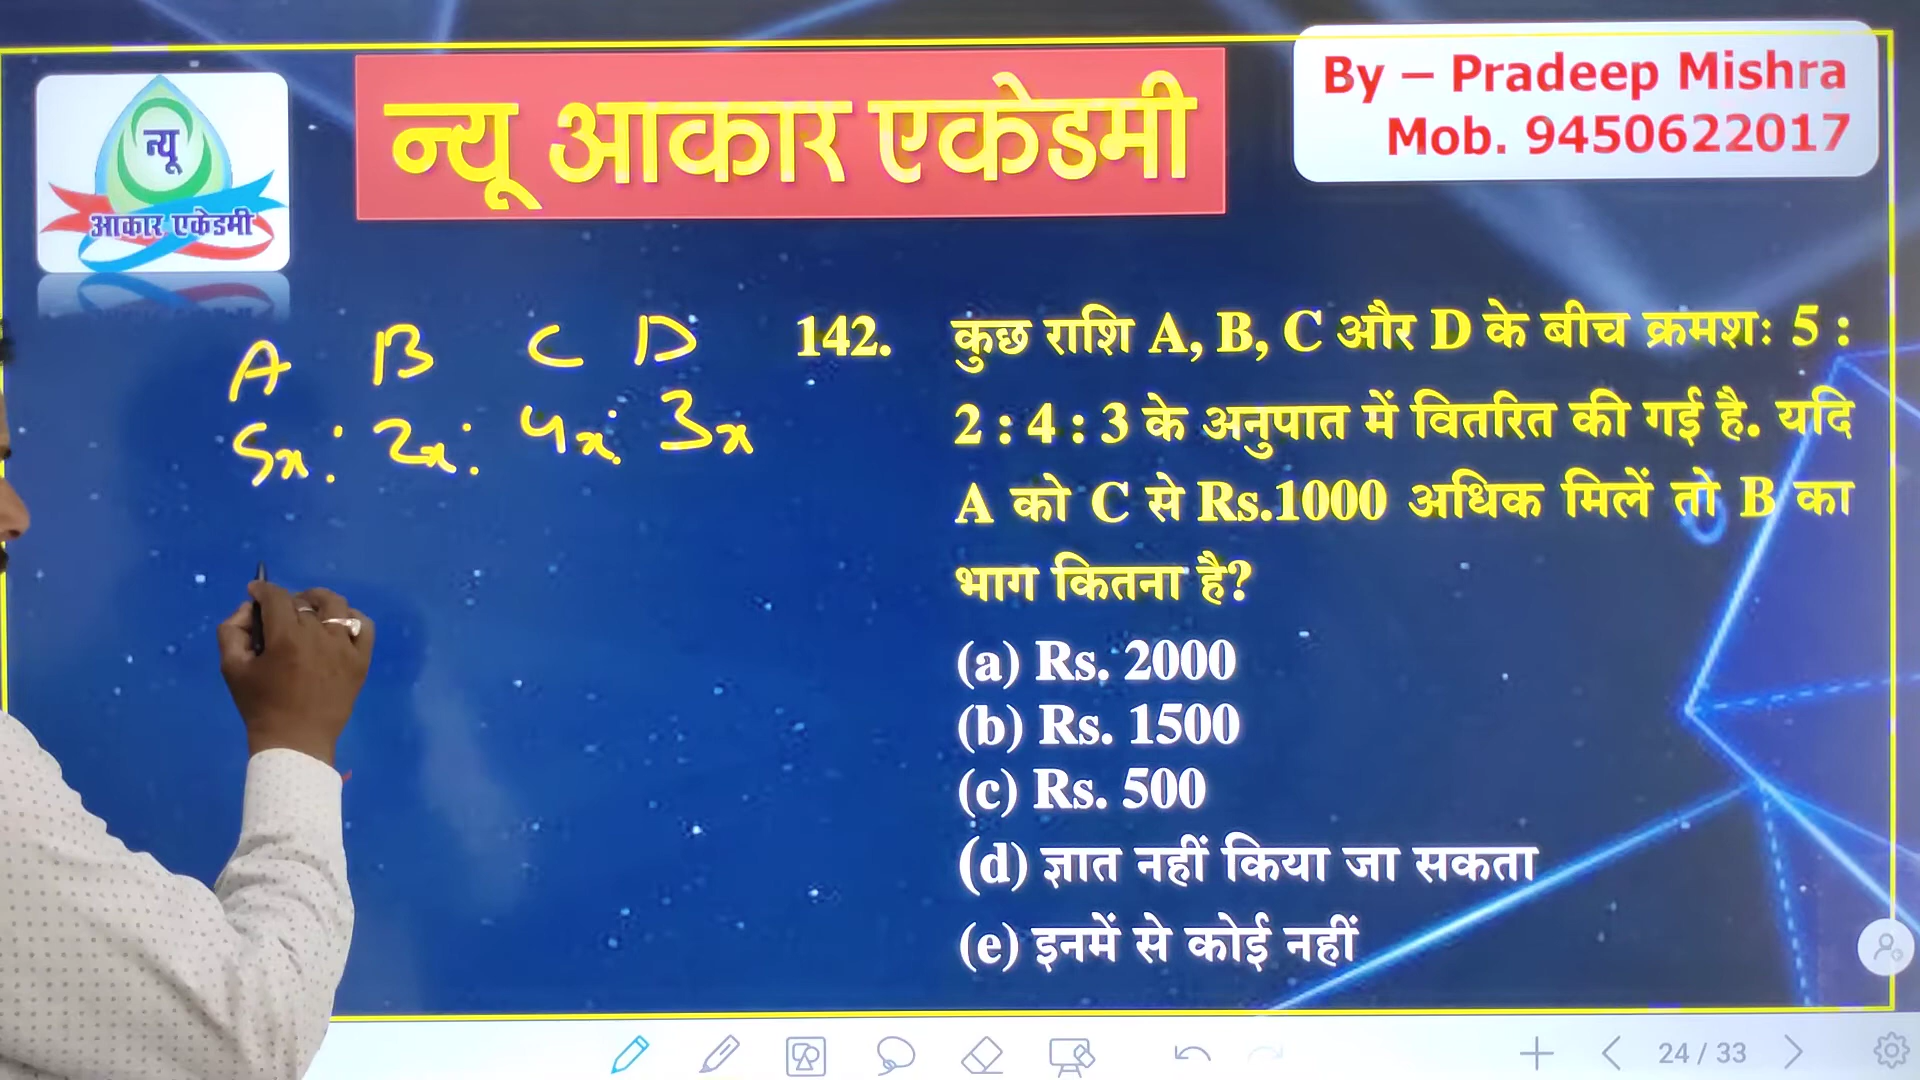 न्यू
आकार एकेडमी
न्यू आकार एकेडमी
By – Pradeep Mishra
Mob. 9450622017
A B C D
5x : 2x : 4x : 3x
142. कुछ राशि A, B, C और D के बीच क्रमशः 5 :
2 : 4 : 3 के अनुपात में वितरित की गई है. यदि
A को C से Rs.1000 अधिक मिलें तो B का
भाग कितना है?
(a) Rs. 2000
(b) Rs. 1500
(c) Rs. 500
(d) ज्ञात नहीं किया जा सकता
(e) इनमें से कोई नहीं
24 / 33